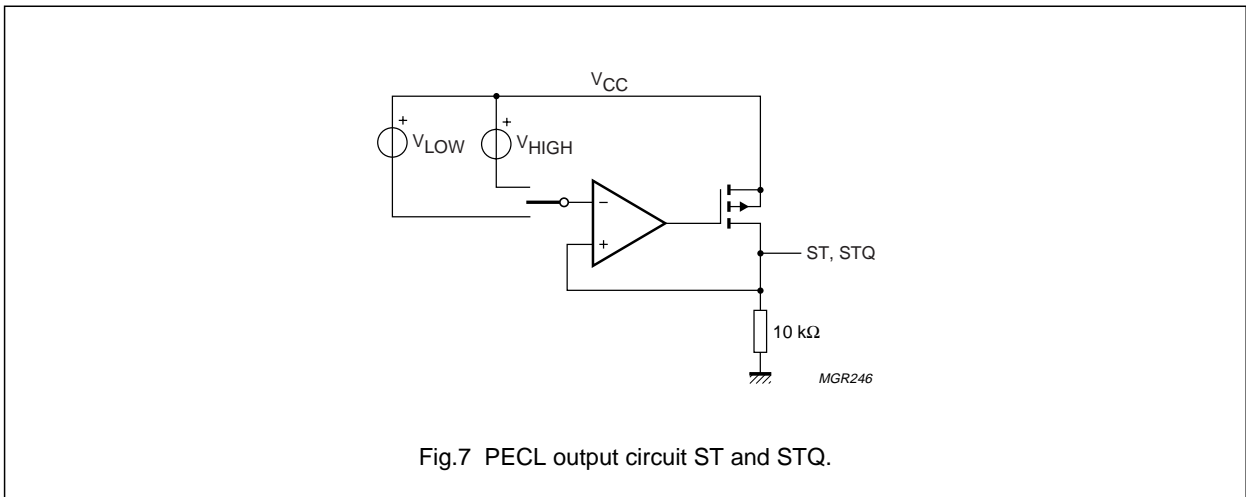 VCC
+ VLOW
+ VHIGH
−
+
ST, STQ
10 kΩ
MGR246
Fig.7 PECL output circuit ST and STQ.